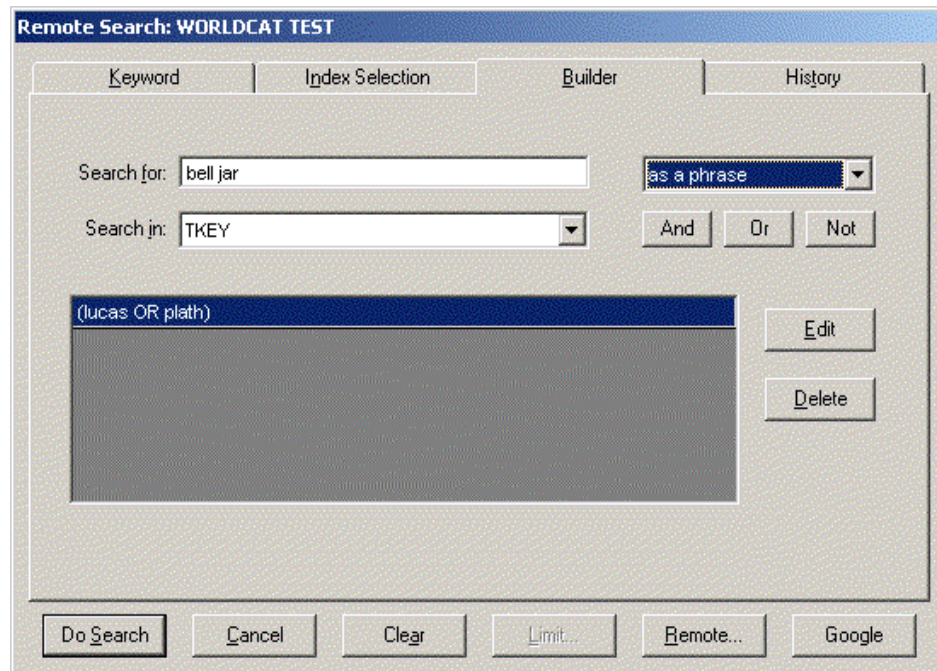 Remote Search: WORLDCAT TEST
Keyword Index Selection Builder History
Search for: bell jar as a phrase
Search in: TKEY And Or Not
(lucas OR plath)
Edit
Delete
Do Search Cancel Clear Limit... Remote... Google